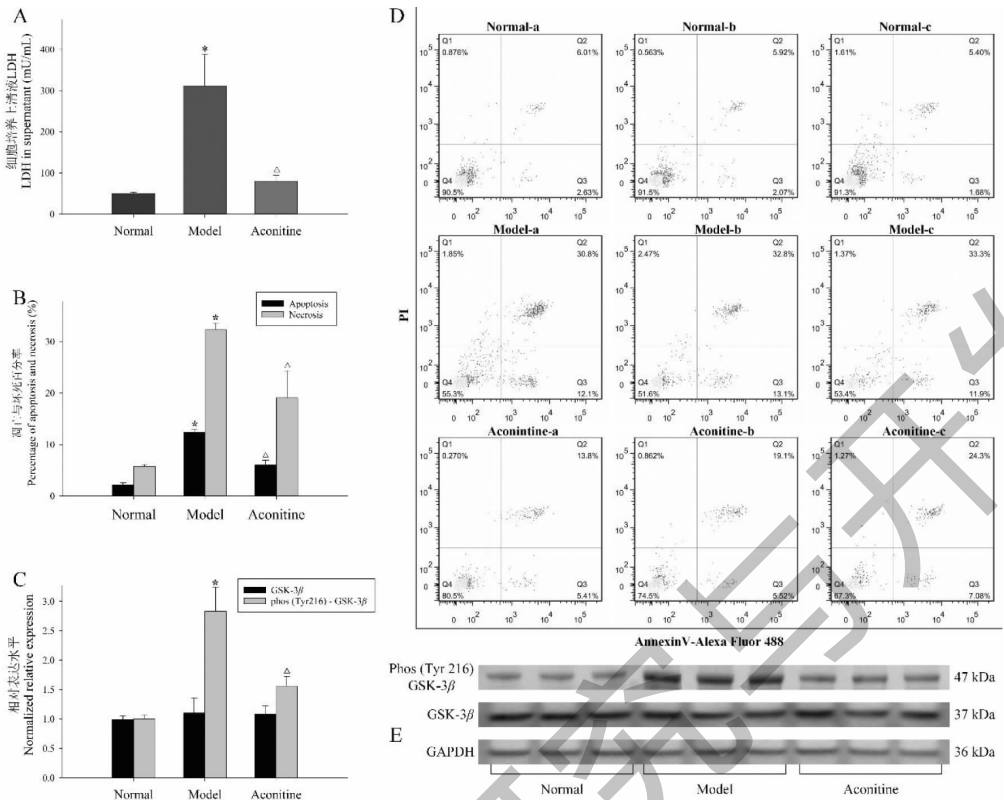 A
细胞培养上清液LDH
LDH in supernatant (mU/mL)
400
300
200
100
0
*
△
Normal Model Aconitine
B
凋亡与坏死百分率
Percentage of apoptosis and necrosis (%)
30
20
10
0
Apoptosis
Necrosis
*
*
△
△
Normal Model Aconitine
C
相对表达水平
Normalized relative expression
3.0
2.5
2.0
1.5
1.0
0.5
0.0
GSK-3β
phos (Tyr216) - GSK-3β
*
△
Normal Model Aconitine
D
PI
Normal-a
Q1 0.876%
Q2 6.01%
Q4 90.5%
Q3 2.63%
Normal-b
Q1 0.563%
Q2 5.92%
Q4 91.5%
Q3 2.07%
Normal-c
Q1 1.61%
Q2 5.40%
Q4 91.3%
Q3 1.68%
Model-a
Q1 1.85%
Q2 30.8%
Q4 55.3%
Q3 12.1%
Model-b
Q1 2.47%
Q2 32.8%
Q4 51.6%
Q3 13.1%
Model-c
Q1 1.37%
Q2 33.3%
Q4 53.4%
Q3 11.9%
Aconintine-a
Q1 0.270%
Q2 13.8%
Q4 80.5%
Q3 5.41%
Aconitine-b
Q1 0.862%
Q2 19.1%
Q4 74.5%
Q3 5.52%
Aconitine-c
Q1 1.27%
Q2 24.3%
Q4 67.3%
Q3 7.08%
AnnexinV-Alexa Fluor 488
Phos (Tyr 216)
GSK-3β
47 kDa
GSK-3β
37 kDa
E
GAPDH
36 kDa
Normal Model Aconitine